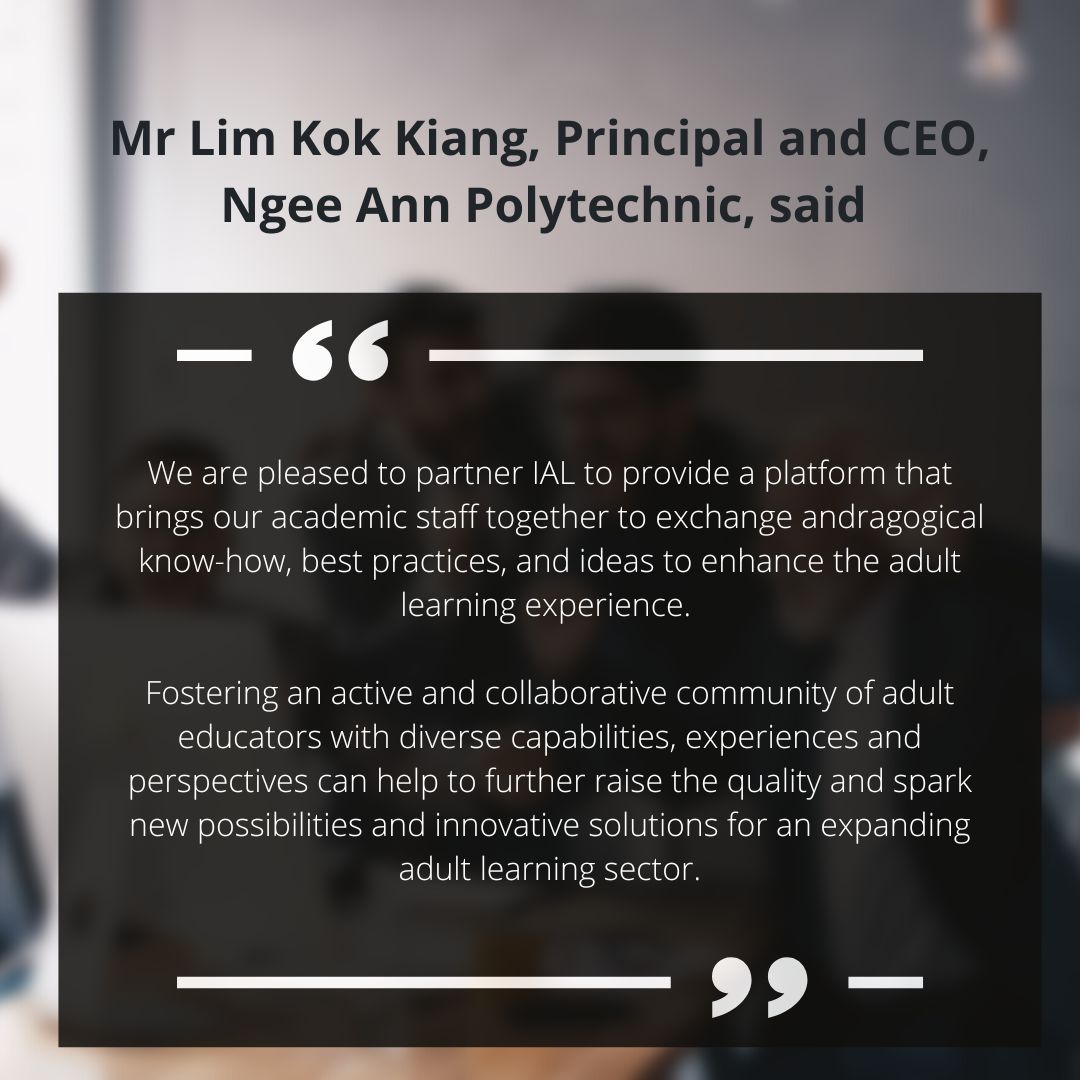 Mr Lim Kok Kiang, Principal and CEO,
Ngee Ann Polytechnic, said
“
We are pleased to partner IAL to provide a platform that
brings our academic staff together to exchange andragogical
know-how, best practices, and ideas to enhance the adult
learning experience.
Fostering an active and collaborative community of adult
educators with diverse capabilities, experiences and
perspectives can help to further raise the quality and spark
new possibilities and innovative solutions for an expanding
adult learning sector.
”